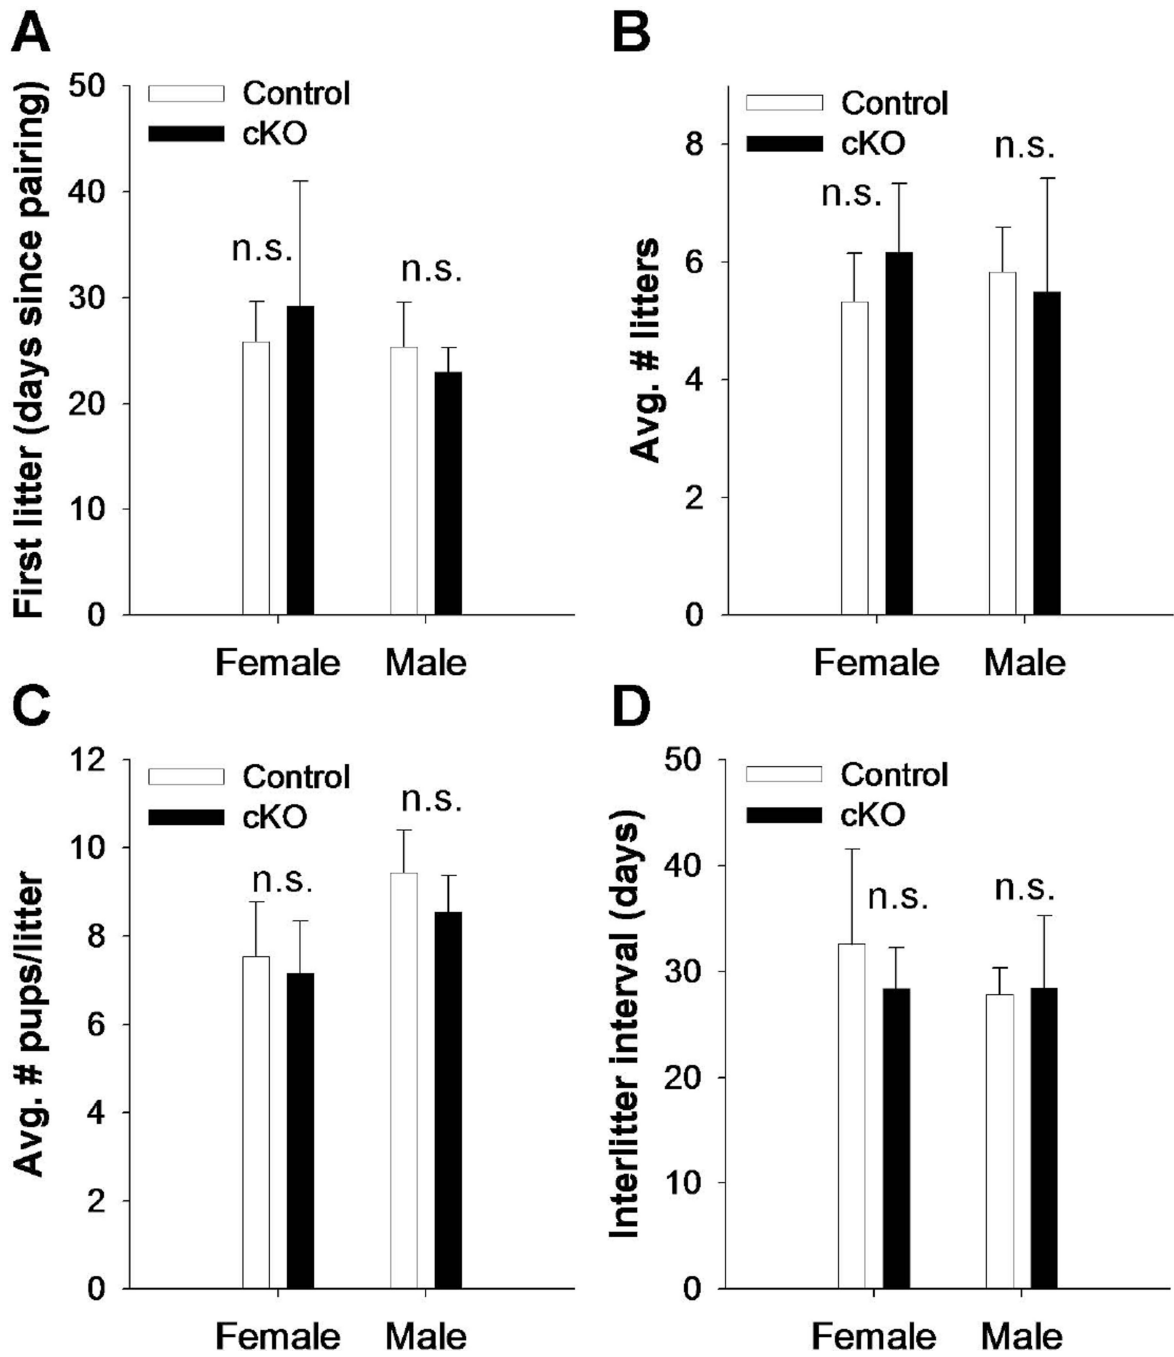 A
First litter (days since pairing)
50
40
30
20
10
0
Control
cKO
n.s.
n.s.
Female Male
B
Avg. # litters
8
6
4
2
0
Control
cKO
n.s.
n.s.
Female Male
C
Avg. # pups/litter
12
10
8
6
4
2
0
Control
cKO
n.s.
n.s.
Female Male
D
Interlitter interval (days)
50
40
30
20
10
0
Control
cKO
n.s.
n.s.
Female Male